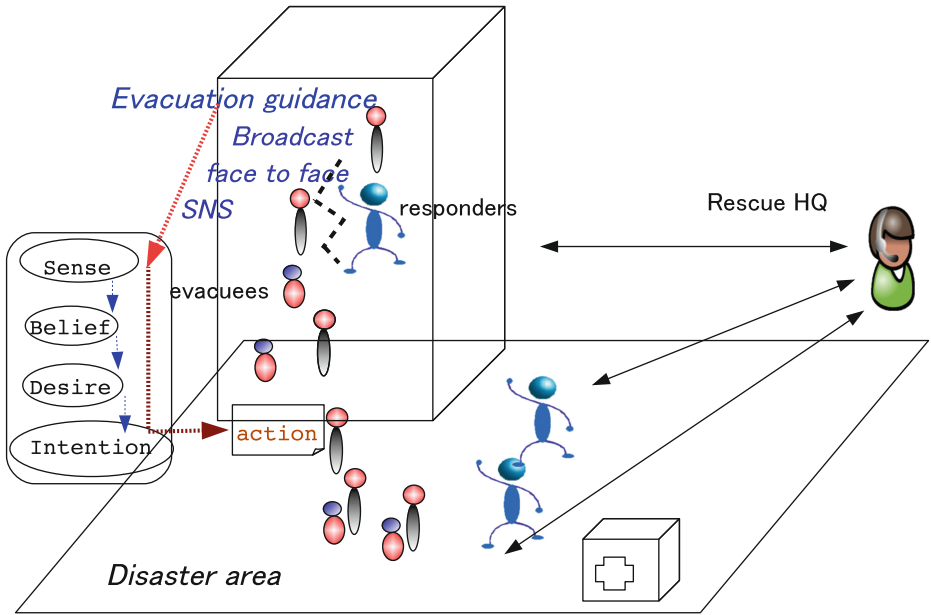 Evacuation guidance
Broadcast
face to face
SNS
responders
Rescue HQ
evacuees
Sense
Belief
Desire
Intention
action
Disaster area